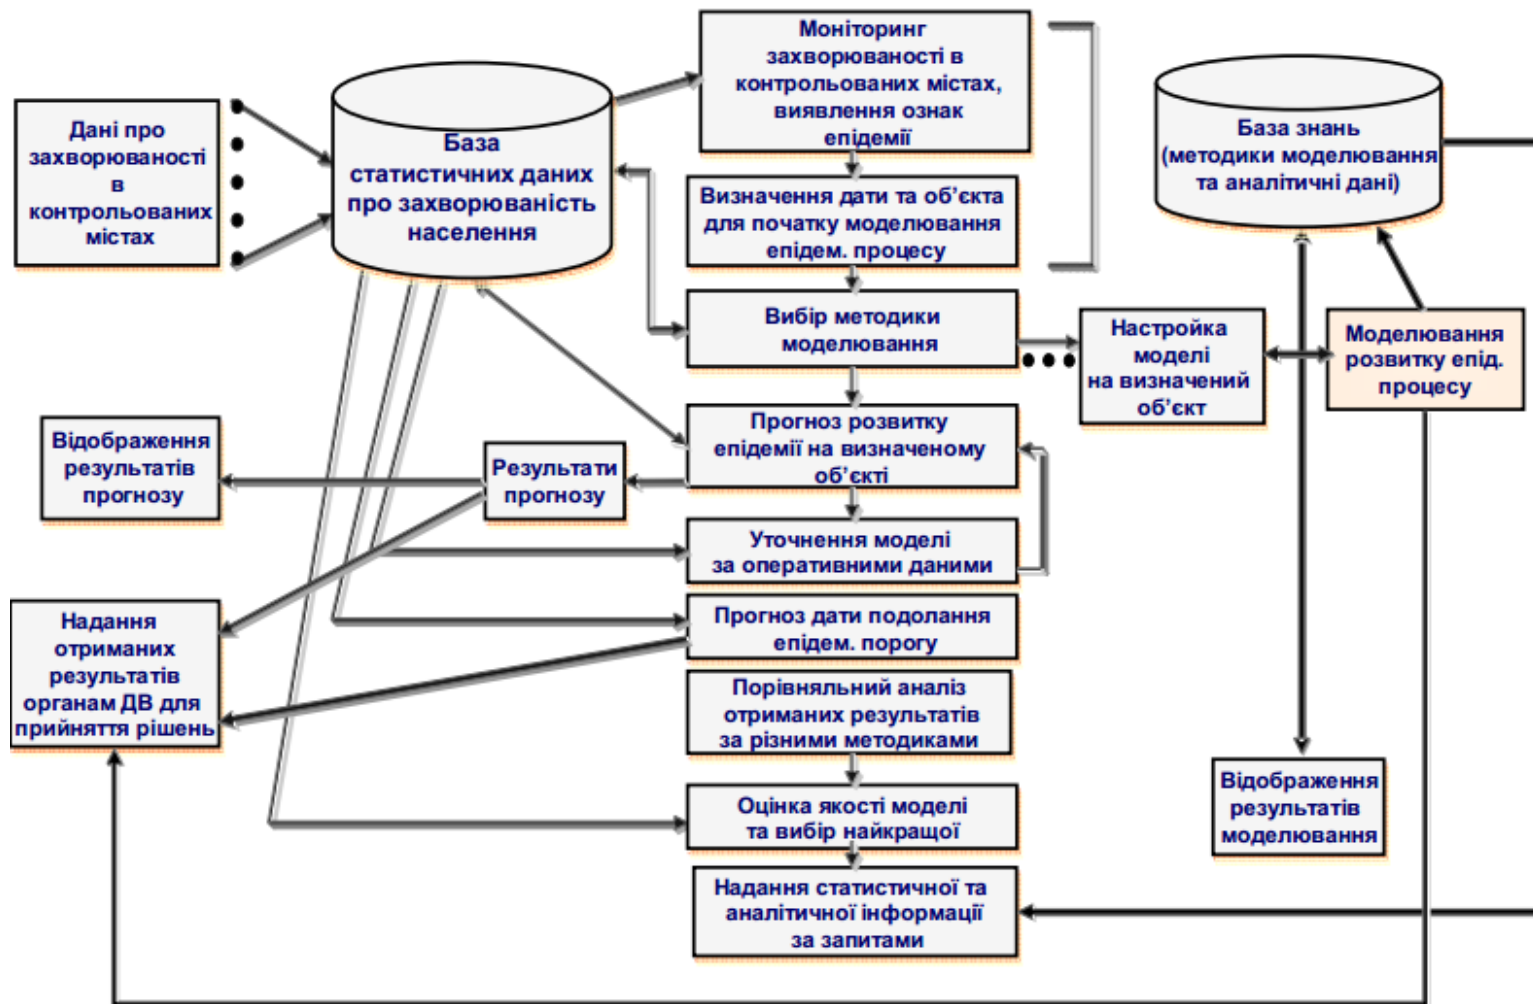 Моніторинг
захворюваності в
контрольованих містах,
виявлення ознак
епідемії
Дані про
захворюваності
в
контрольованих
містах
База
статистичних даних
про захворюваність
населення
База знань
(методики моделювання
та аналітичні дані)
Визначення дати та об’єкта
для початку моделювання
епідем. процесу
Вибір методики
моделювання
Настройка
моделі
на визначений
об’єкт
Моделювання
розвитку епід.
процесу
Прогноз розвитку
епідемії на визначеному
об’єкті
Відображення
результатів
прогнозу
Результати
прогнозу
Уточнення моделі
за оперативними даними
Надання
отриманих
результатів
органам ДВ для
прийняття рішень
Прогноз дати подолання
епідем. порогу
Порівняльний аналіз
отриманих результатів
за різними методиками
Оцінка якості моделі
та вибір найкращої
Відображення
результатів
моделювання
Надання статистичної та
аналітичної інформації
за запитами